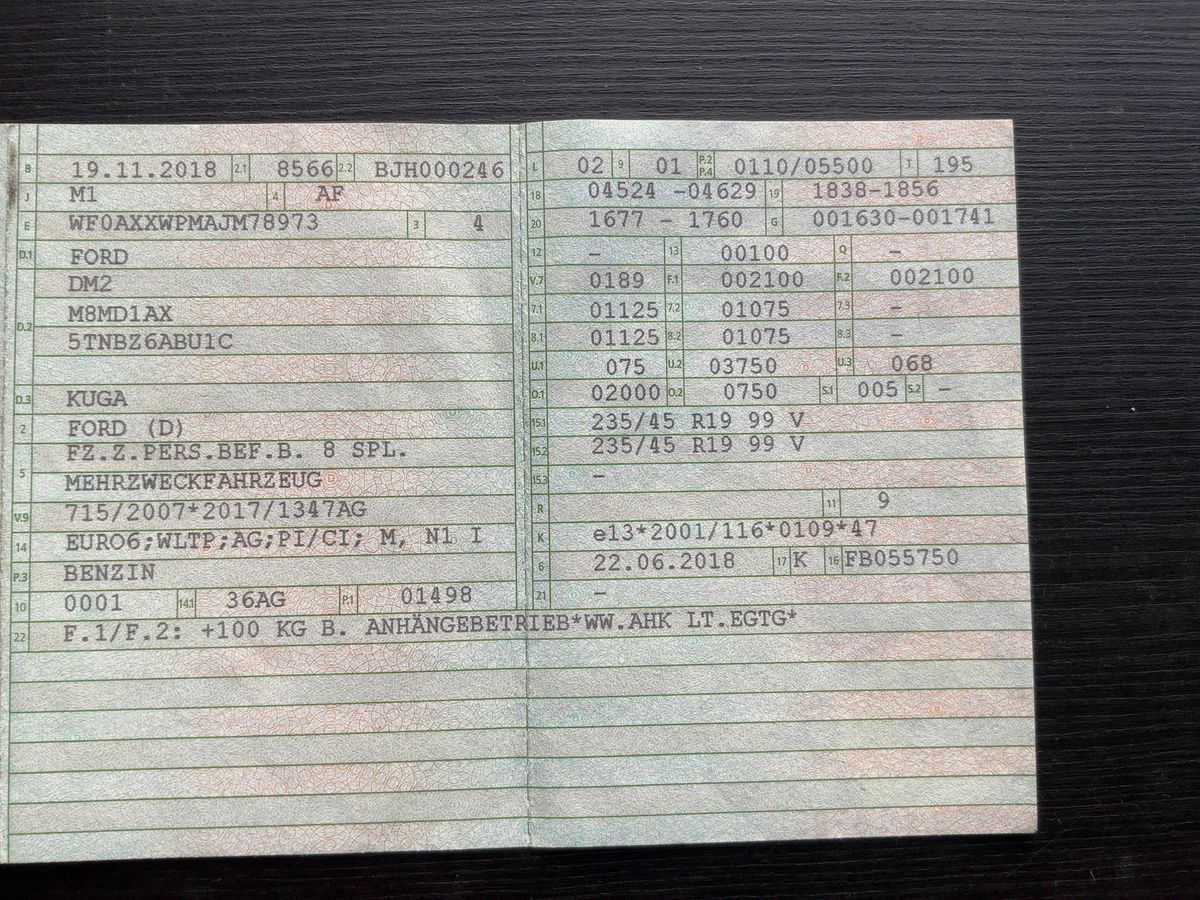 B 19.11.2018 2.1 8566 2.2 BJH000246
J M1 4 AF
E WF0AXXWPMAJM78973 3 4
D.1 FORD
DM2
D.2 M8MD1AX
5TNBZ6ABU1C
D.3 KUGA
2 FORD (D)
FZ.Z.PERS.BEF.B. 8 SPL.
5 MEHRZWECKFAHRZEUG
V.9 715/2007*2017/1347AG
14 EURO6;WLTP;AG;PI/CI; M, N1 I
P.3 BENZIN
10 0001 14.1 36AG P.1 01498
L 02 9 01 P.2 P.4 0110/05500 T 195
18 04524 -04629 19 1838-1856
20 1677 - 1760 G 001630-001741
12 - 13 00100 Q -
V.7 0189 F.1 002100 F.2 002100
7.1 01125 7.2 01075 7.3 -
8.1 01125 8.2 01075 8.3 -
U.1 075 U.2 03750 U.3 068
O.1 02000 O.2 0750 S.1 005 S.2 -
15.1 235/45 R19 99 V
15.2 235/45 R19 99 V
15.3 -
R 11 9
K e13*2001/116*0109*47
6 22.06.2018 17 K 16 FB055750
21 -
22 F.1/F.2: +100 KG B. ANHÄNGEBETRIEB*WW.AHK LT.EGTG*